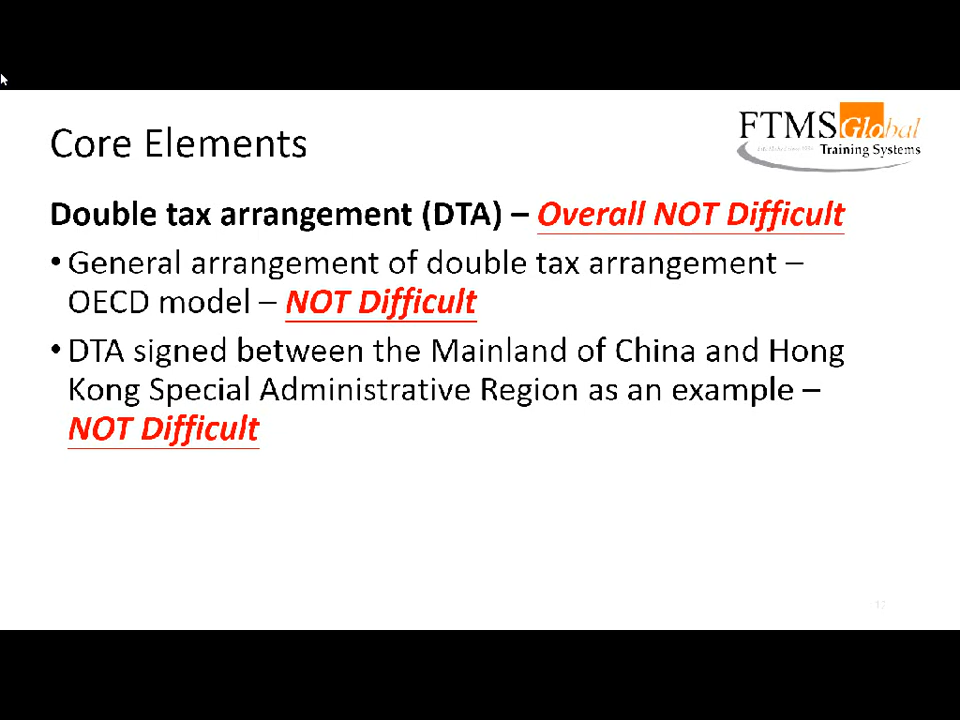 FTMSGlobal
Training Systems
Core Elements
Double tax arrangement (DTA) – Overall NOT Difficult
• General arrangement of double tax arrangement –
OECD model – NOT Difficult
• DTA signed between the Mainland of China and Hong
Kong Special Administrative Region as an example –
NOT Difficult
17